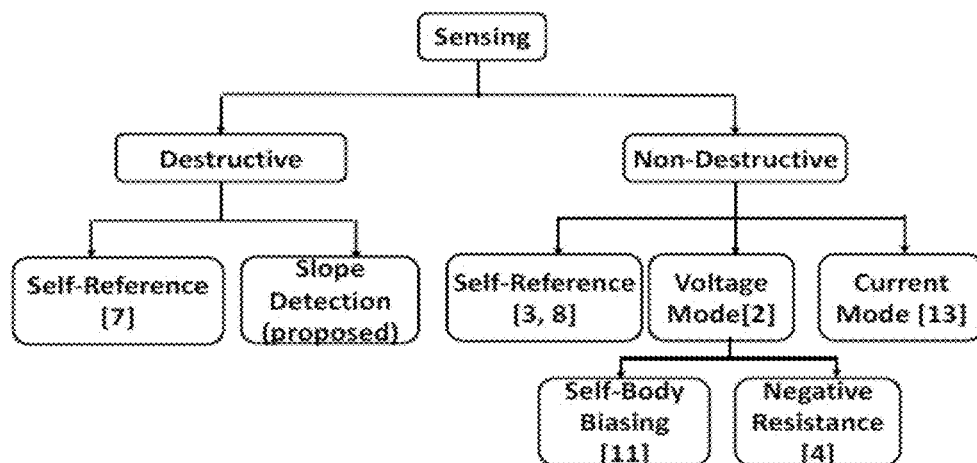 Sensing
Destructive
Non-Destructive
Self-Reference
[7]
Slope
Detection
(proposed)
Self-Reference
[3, 8]
Voltage
Mode[2]
Current
Mode [13]
Self-Body
Biasing
[11]
Negative
Resistance
[4]